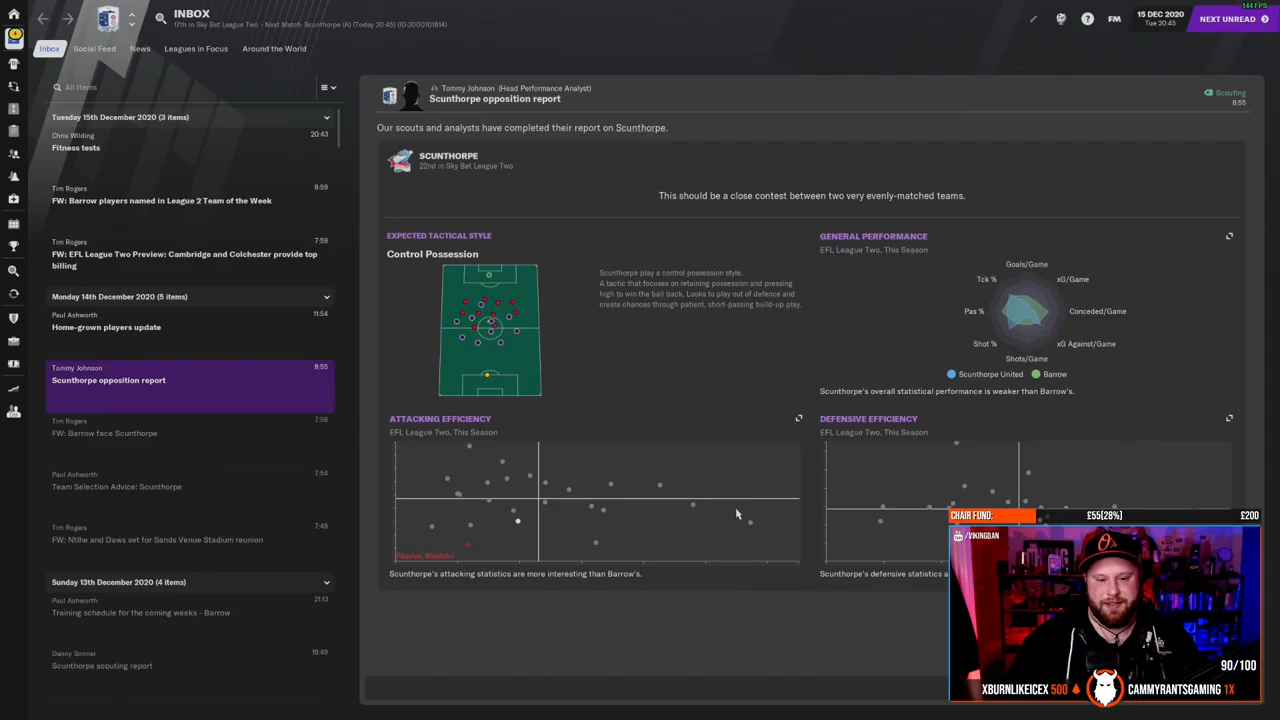 144 FPS
INBOX
17th in Sky Bet League Two - Next Match: Scunthorpe (A) (Today 20:45) (ID:2000101814)
FM
15 DEC 2020
Tue 20:45
NEXT UNREAD
Inbox
Social Feed
News
Leagues in Focus
Around the World
All Items
Tuesday 15th December 2020 (3 items)
Chris Wilding
20:43
Fitness tests
Tim Rogers
8:59
FW: Barrow players named in League 2 Team of the Week
Tim Rogers
7:59
FW: EFL League Two Preview: Cambridge and Colchester provide top
billing
Monday 14th December 2020 (5 items)
Paul Ashworth
11:54
Home-grown players update
Tommy Johnson
8:55
Scunthorpe opposition report
Tim Rogers
7:56
FW: Barrow face Scunthorpe
Paul Ashworth
7:54
Team Selection Advice: Scunthorpe
Tim Rogers
7:49
FW: Ntlhe and Daws set for Sands Venue Stadium reunion
Sunday 13th December 2020 (4 items)
Paul Ashworth
21:13
Training schedule for the coming weeks - Barrow
Danny Sonner
16:49
Scunthorpe scouting report
Tommy Johnson (Head Performance Analyst)
Scunthorpe opposition report
Scouting
8:55
Our scouts and analysts have completed their report on Scunthorpe.
SCUNTHORPE
22nd in Sky Bet League Two
This should be a close contest between two very evenly-matched teams.
EXPECTED TACTICAL STYLE
Control Possession
Scunthorpe play a control possession style.
A tactic that focuses on retaining possession and pressing
high to win the ball back. Looks to play out of defence and
create chances through patient, short-passing build-up play.
GENERAL PERFORMANCE
EFL League Two, This Season
Goals/Game
Tck %
xG/Game
Pas %
Conceded/Game
Shot %
xG Against/Game
Shots/Game
Scunthorpe United
Barrow
Scunthorpe's overall statistical performance is weaker than Barrow's.
ATTACKING EFFICIENCY
EFL League Two, This Season
Passive, Wasteful
Scunthorpe's attacking statistics are more interesting than Barrow's.
DEFENSIVE EFFICIENCY
EFL League Two, This Season
Scunthorpe's defensive statistics a
CHAIR FUND:
£55(28%)
£200
/VIKINGDAN
90/100
XBURNLIKEICEX 500
CAMMYRANTSGAMING 1X